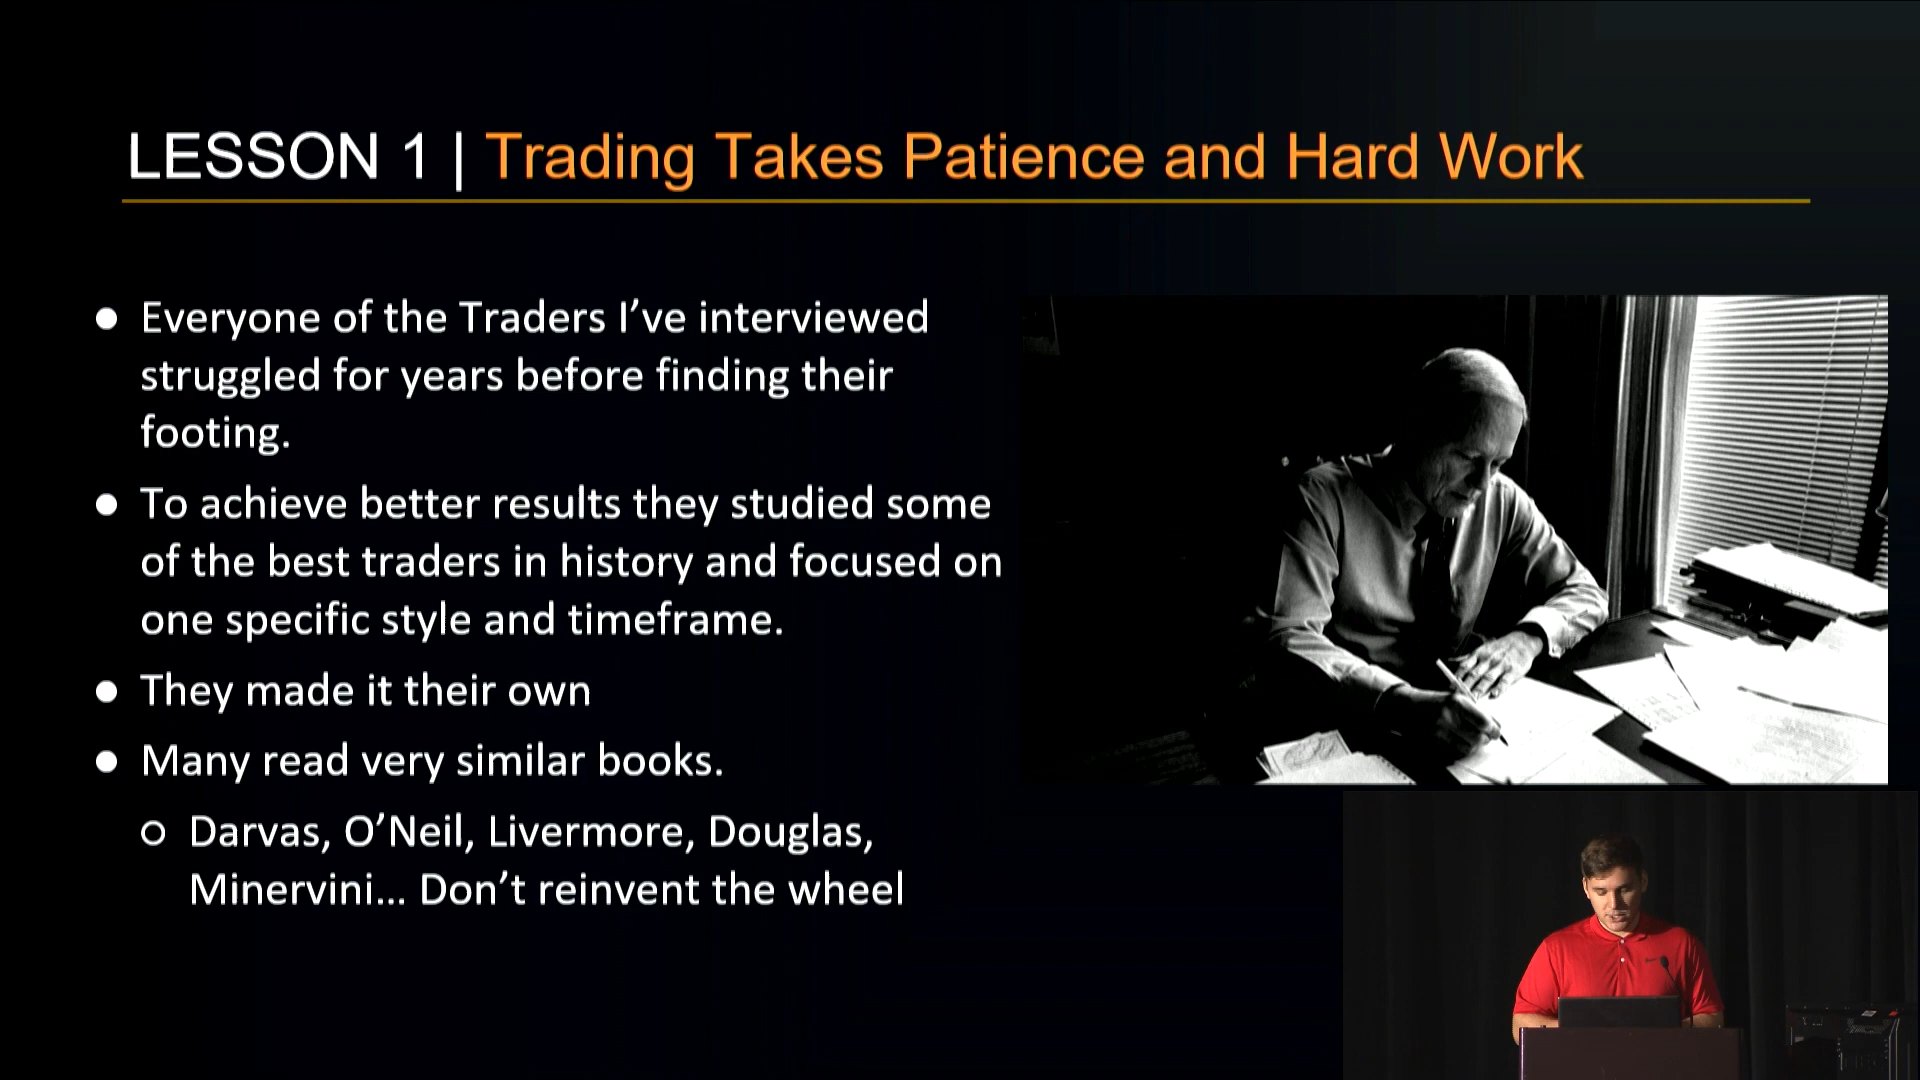 LESSON 1 | Trading Takes Patience and Hard Work
● Everyone of the Traders I’ve interviewed
struggled for years before finding their
footing.
● To achieve better results they studied some
of the best traders in history and focused on
one specific style and timeframe.
● They made it their own
● Many read very similar books.
○ Darvas, O’Neil, Livermore, Douglas,
Minervini... Don’t reinvent the wheel